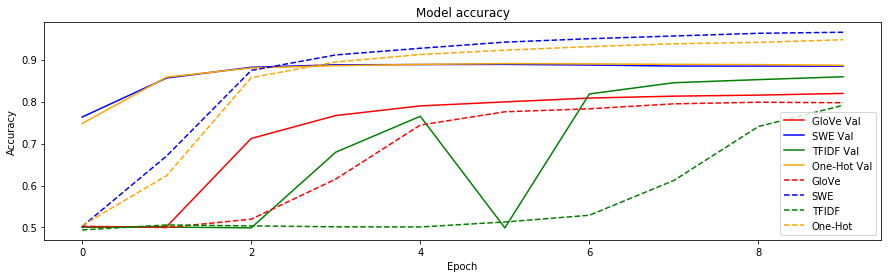 Model accuracy
Accuracy
0.9
0.8
0.7
0.6
0.5
0
2
4
6
8
Epoch
GloVe Val
SWE Val
TFIDF Val
One-Hot Val
GloVe
SWE
TFIDF
One-Hot